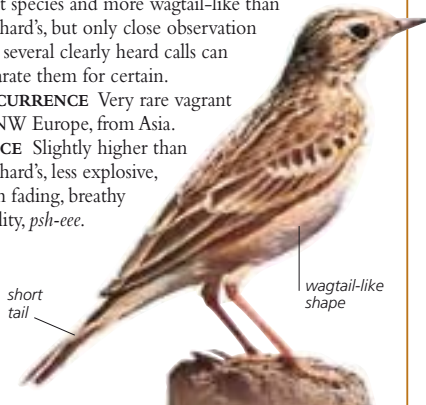 t species and more wagtail-like than
hard's, but only close observation
several clearly heard calls can
arate them for certain.
CURRENCE Very rare vagrant
NW Europe, from Asia.
CE Slightly higher than
hard's, less explosive,
h fading, breathy
lity, psh-eee.
short
tail
wagtail-like
shape